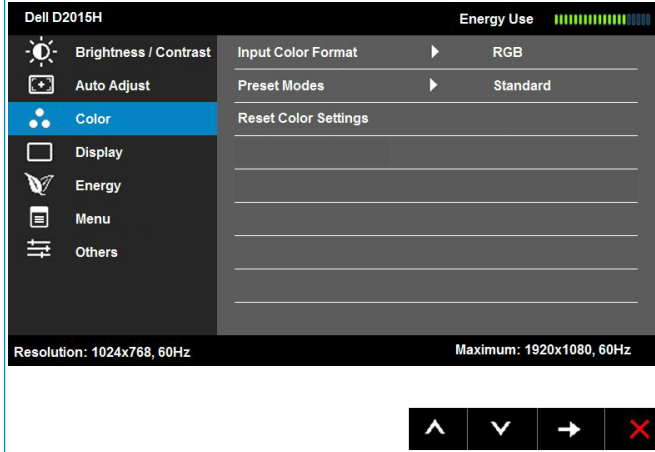 Dell D2015H Energy Use
Brightness / Contrast Input Color Format RGB
Auto Adjust Preset Modes Standard
Color Reset Color Settings
Display
Energy
Menu
Others
Resolution: 1024x768, 60Hz Maximum: 1920x1080, 60Hz